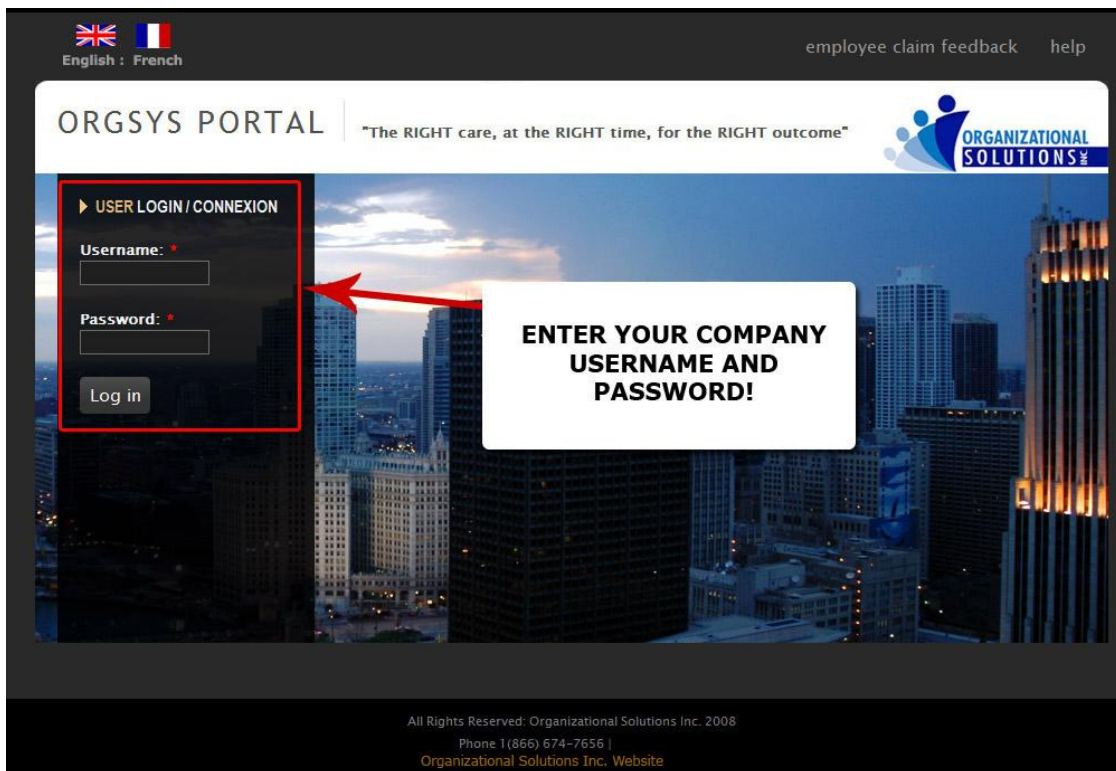 English : French
employee claim feedback help
ORGSYS PORTAL
"The RIGHT care, at the RIGHT time, for the RIGHT outcome"
ORGANIZATIONAL
SOLUTIONS INC
USER LOGIN / CONNEXION
Username: *
Password: *
Log in
ENTER YOUR COMPANY
USERNAME AND
PASSWORD!
All Rights Reserved: Organizational Solutions Inc. 2008
Phone 1(866) 674-7656 |
Organizational Solutions Inc. Website